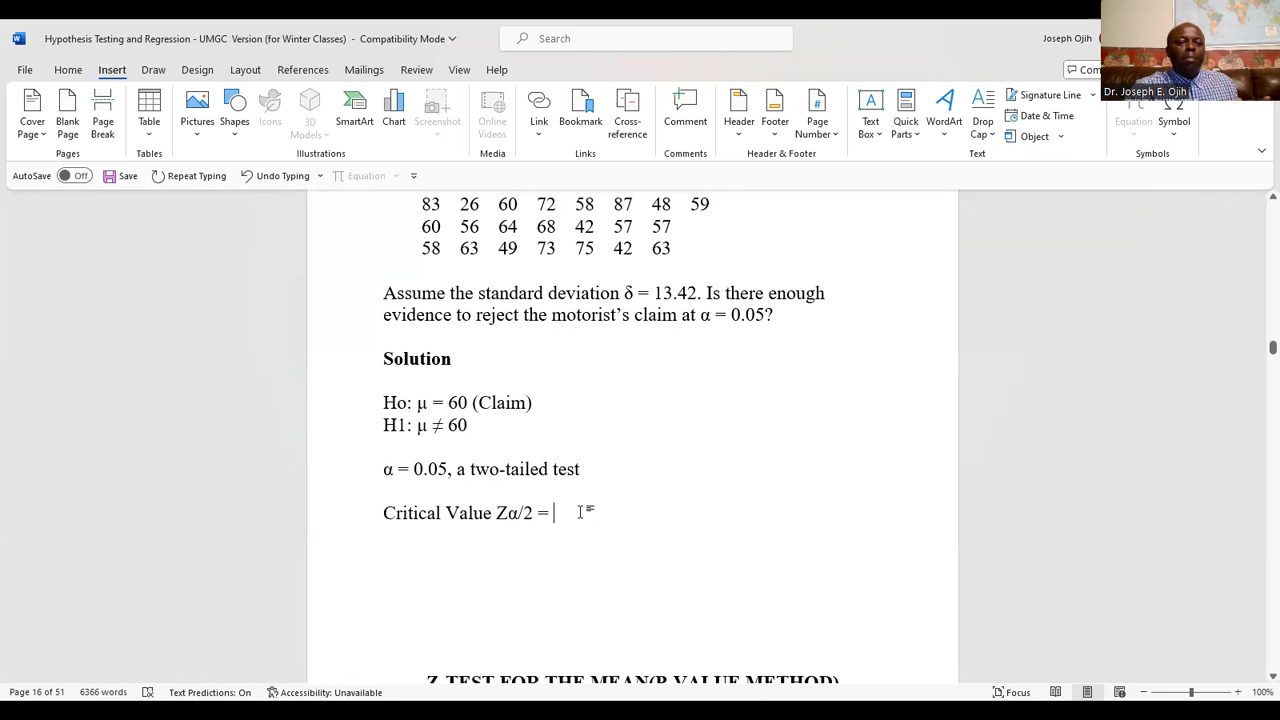 Hypothesis Testing and Regression - UMGC Version (for Winter Classes) - Compatibility Mode
Search
Joseph Ojih
Dr. Joseph E. Ojih
File Home Insert Draw Design Layout References Mailings Review View Help
Cover Page
Blank Page
Page Break
Table
Pictures
Shapes
Icons
3D Models
SmartArt
Chart
Screenshot
Online Videos
Link
Bookmark
Cross-reference
Comment
Header
Footer
Page Number
Text Box
Quick Parts
WordArt
Drop Cap
Signature Line
Date & Time
Object
Equation
Symbol
Pages Tables Illustrations Media Links Comments Header & Footer Text Symbols
AutoSave Off Save Repeat Typing Undo Typing Equation
83 26 60 72 58 87 48 59
60 56 64 68 42 57 57
58 63 49 73 75 42 63
Assume the standard deviation δ = 13.42. Is there enough
evidence to reject the motorist’s claim at α = 0.05?
Solution
Ho: µ = 60 (Claim)
H1: µ ≠ 60
α = 0.05, a two-tailed test
Critical Value Zα/2 =
Z TEST FOR THE MEAN(P VALUE METHOD)
Page 16 of 51 6366 words Text Predictions: On Accessibility: Unavailable Focus 100%